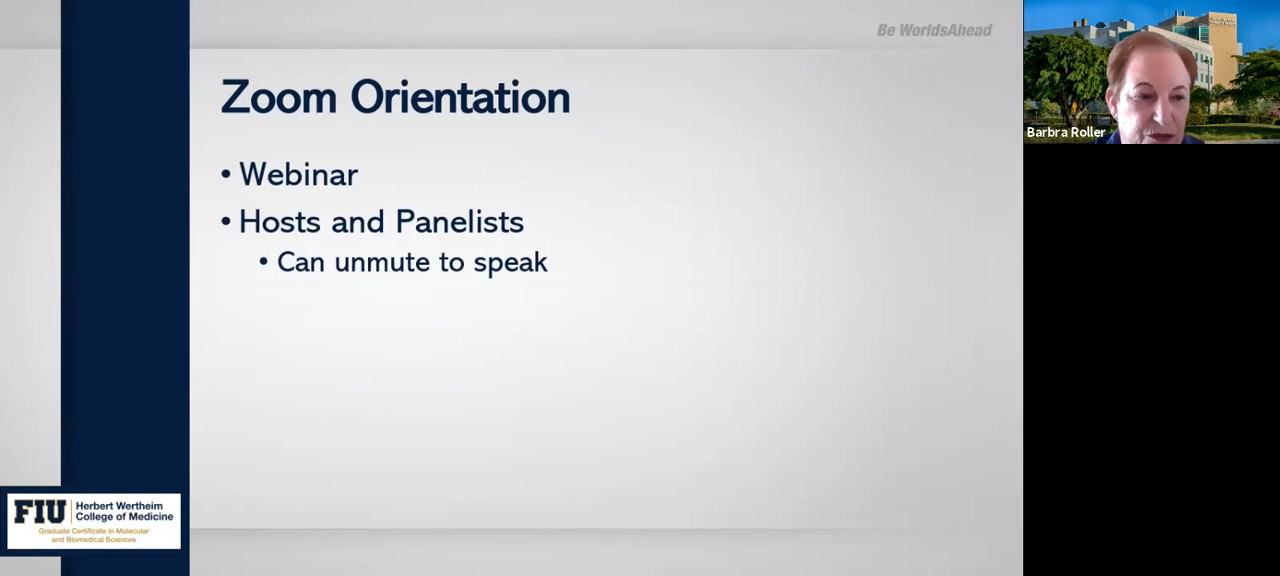 Be WorldsAhead
Zoom Orientation
• Webinar
• Hosts and Panelists
• Can unmute to speak
Barbra Roller
FIU
Herbert Wertheim
College of Medicine
Graduate Certificate in Molecular
and Biomedical Sciences